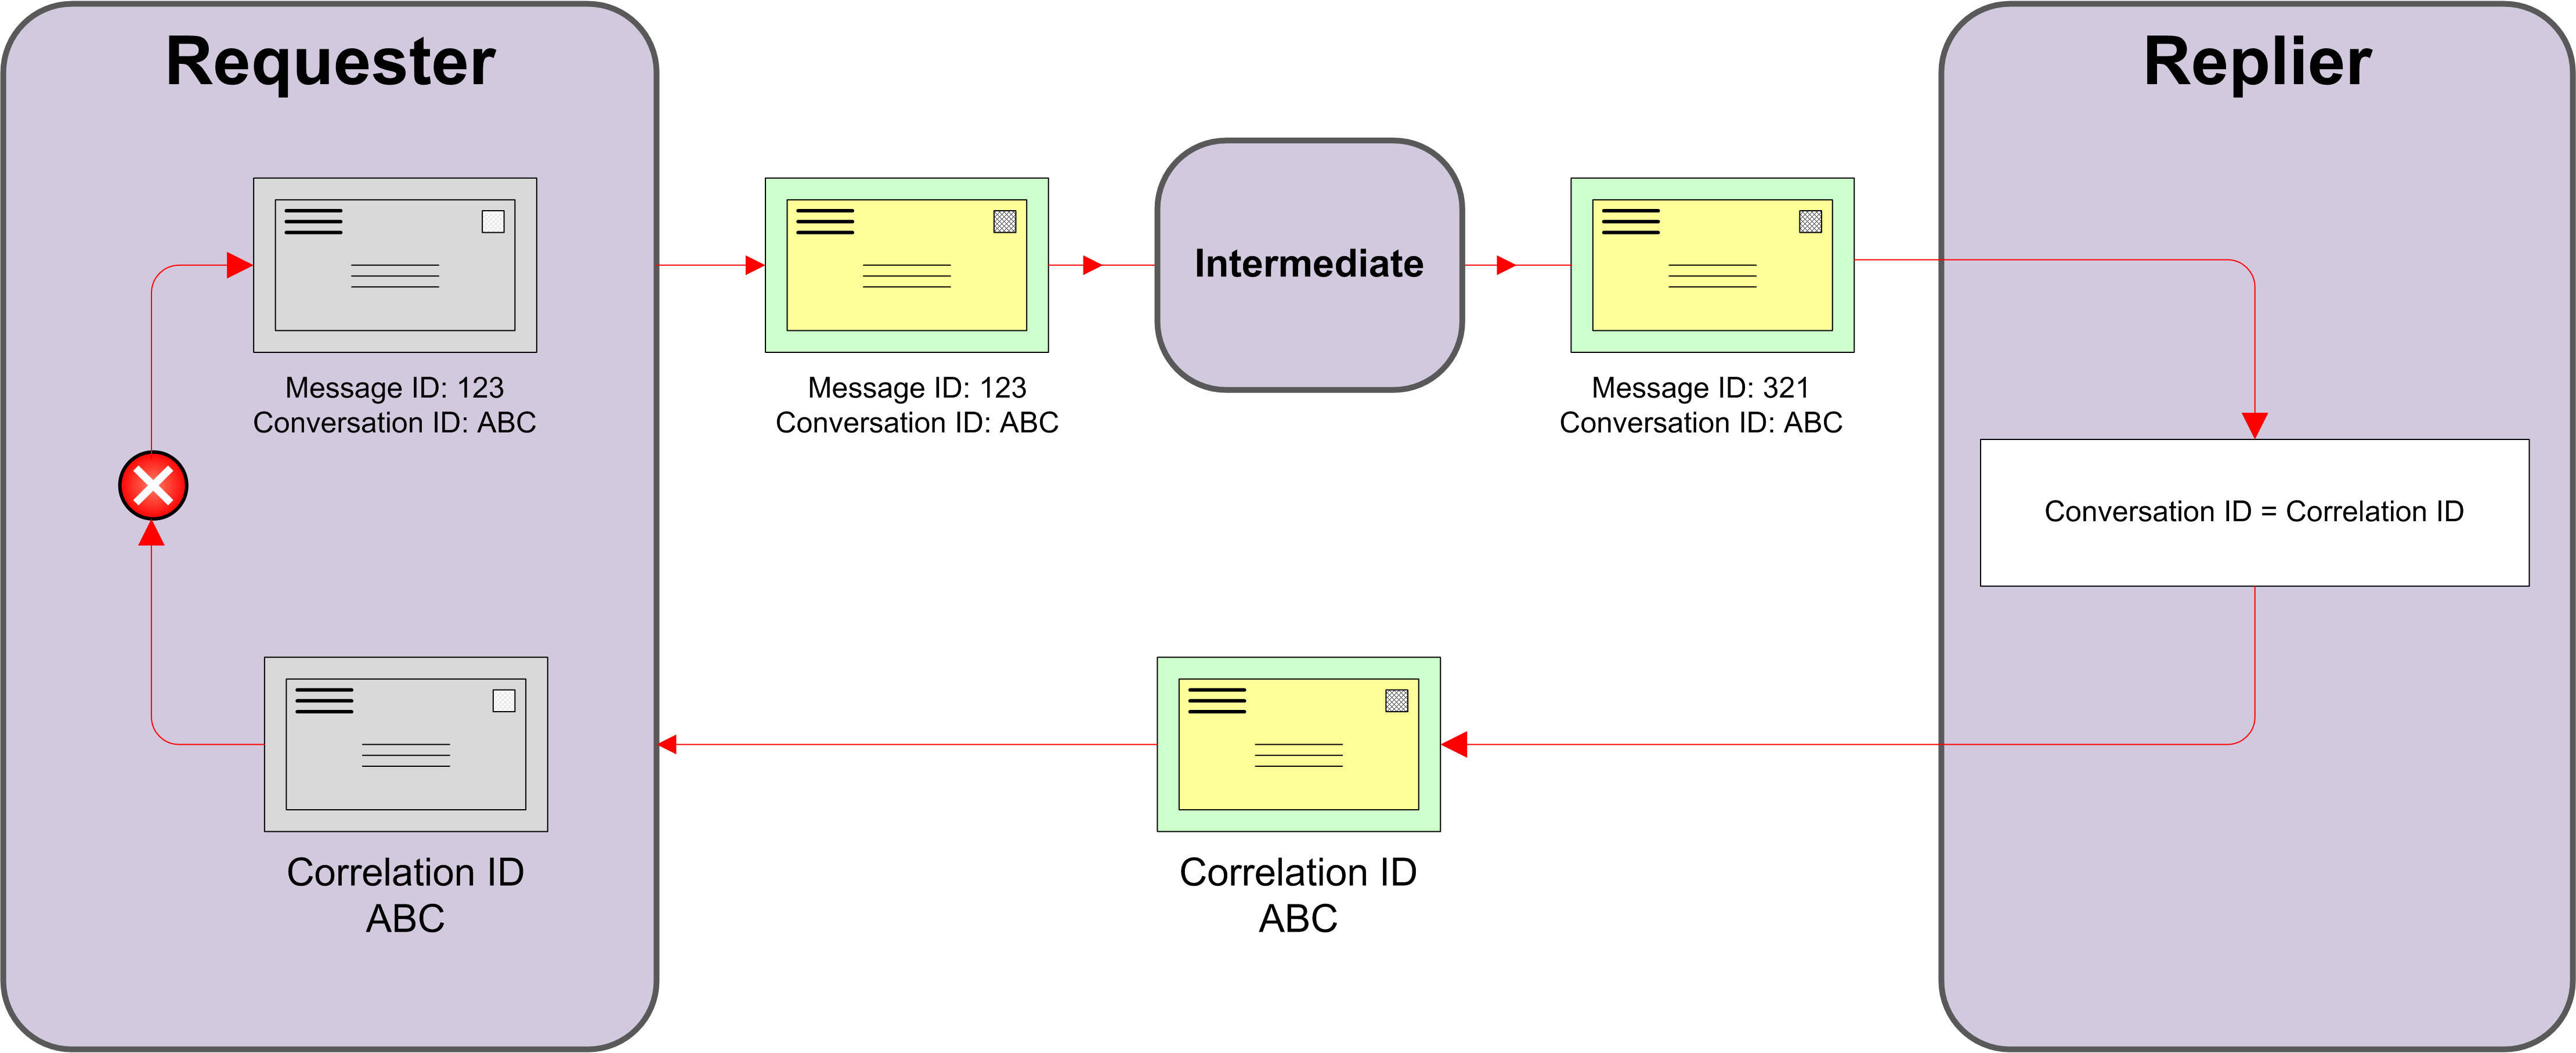 Requester
Replier
Intermediate
Message ID: 123
Conversation ID: ABC
Message ID: 123
Conversation ID: ABC
Message ID: 321
Conversation ID: ABC
Conversation ID = Correlation ID
Correlation ID
ABC
Correlation ID
ABC